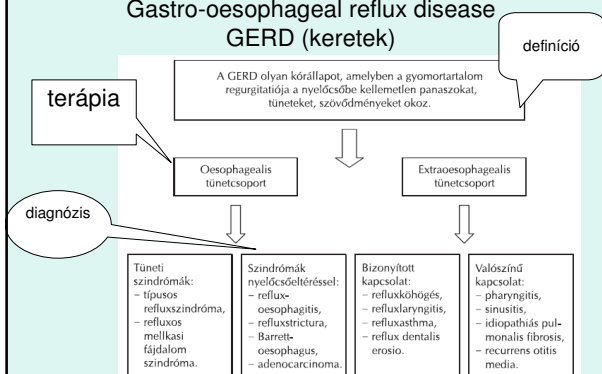 Gastro-oesophageal reflux disease
GERD (keretek)
definíció
A GERD olyan kórállapot, amelyben a gyomortartalom
regurgitatiója a nyelőcsőbe kellemetlen panaszokat,
tüneteket, szövődményeket okoz.
terápia
Oesophagealis
tünetcsoport
Extraoesophagealis
tünetcsoport
diagnózis
Tüneti
szindrómák:
– típusos
refluxszindróma,
– refluxos
mellkasi
fájdalom
szindróma.
Szindrómák
nyelőcsőeltéréssel:
– reflux-
oesophagitis,
– refluxstrictura,
– Barrett-
oesophagus,
– adenocarcinoma.
Bizonyított
kapcsolat:
– refluxköhögés,
– refluxlaryngitis,
– refluxasthma,
– reflux dentalis
erosio.
Valószínű
kapcsolat:
– pharyngitis,
– sinusitis,
– idiopathiás pul-
monalis fibrosis,
– recurrens otitis
media.